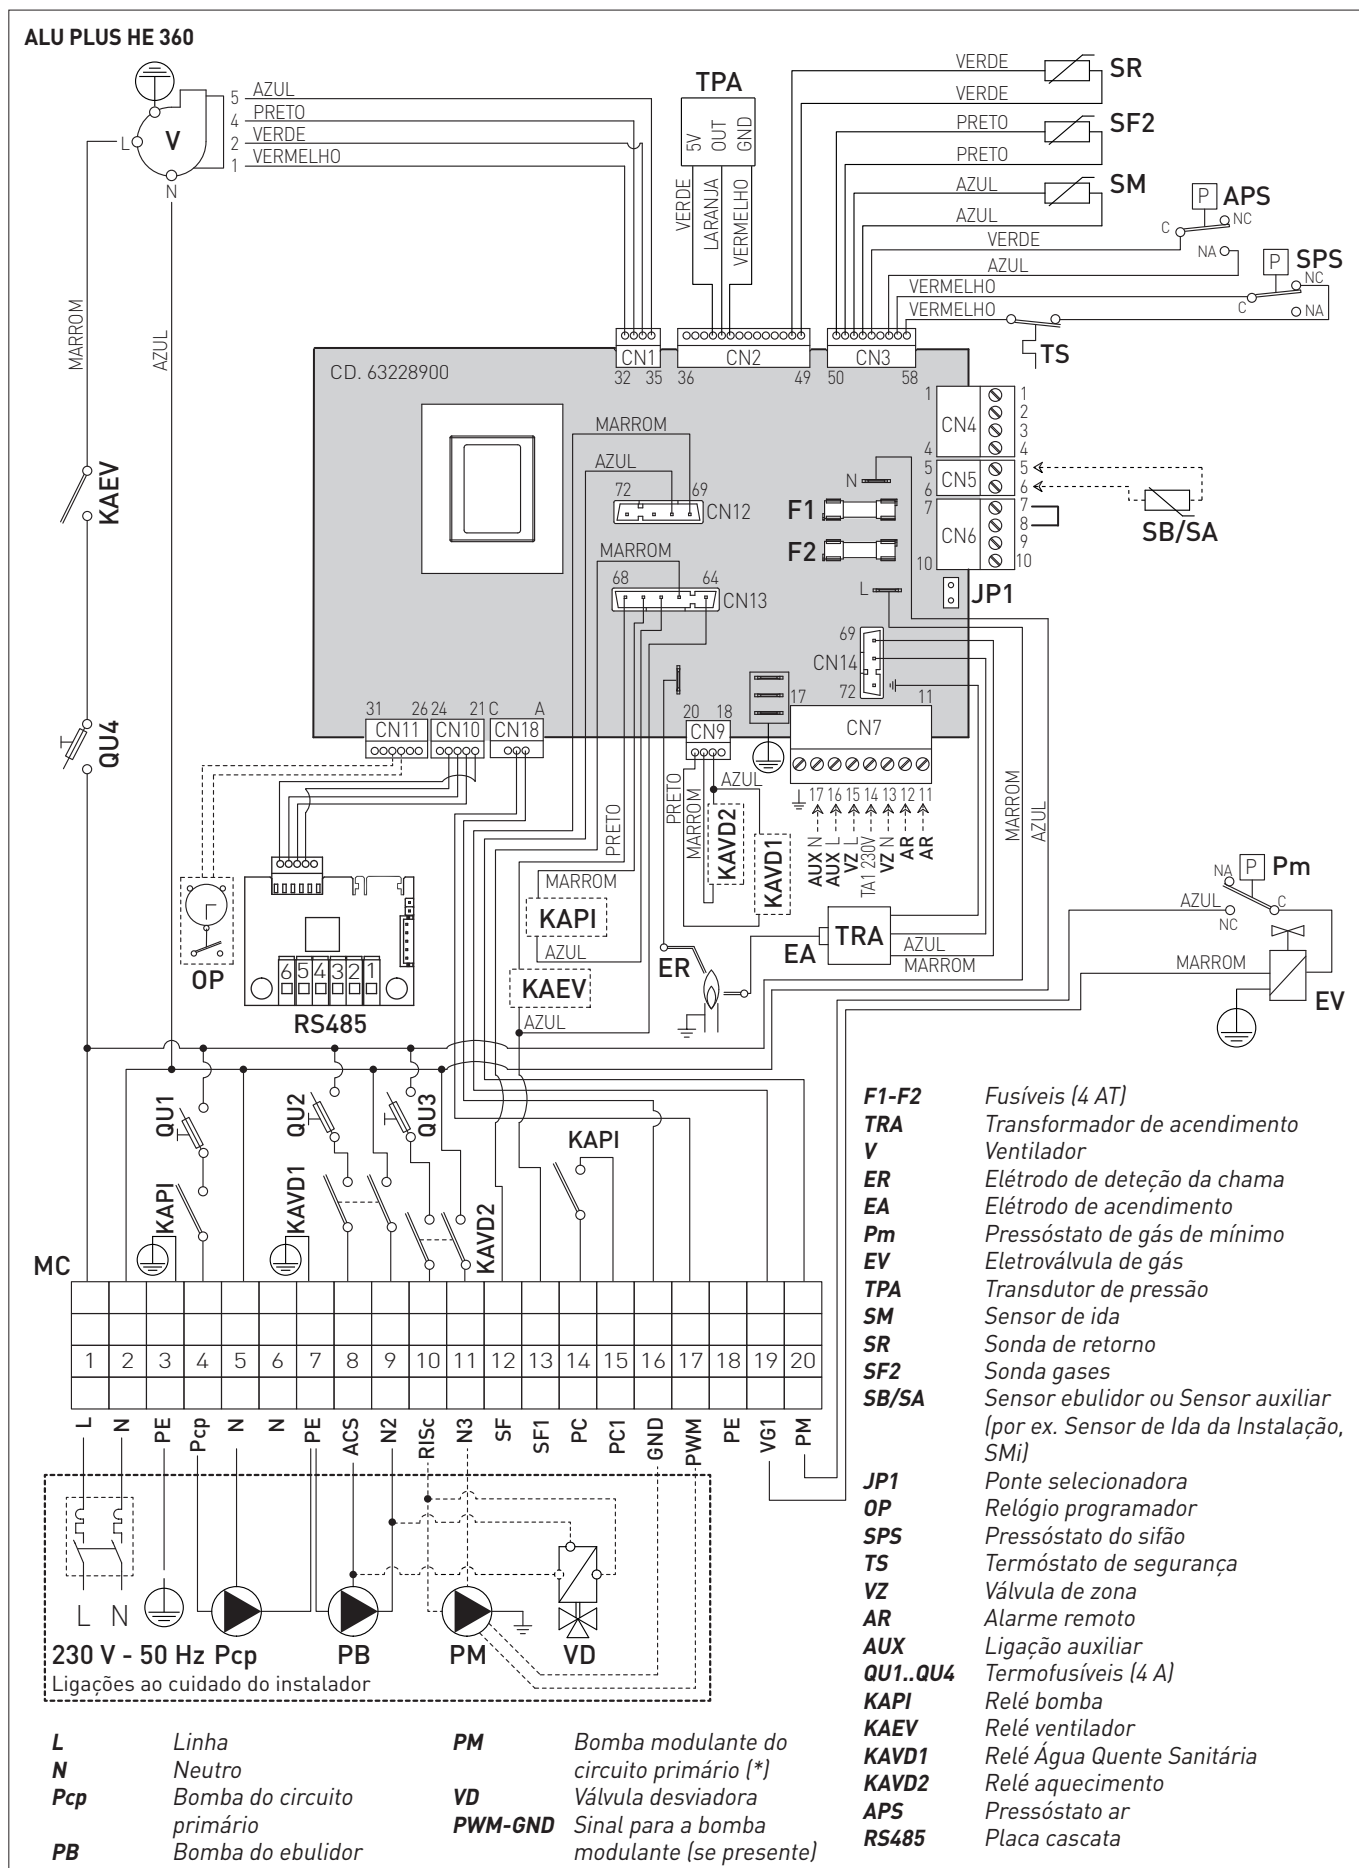 ALU PLUS HE 360
V
L
N
5 AZUL
4 PRETO
2 VERDE
1 VERMELHO
TPA
5V
OUT
GND
VERDE
LARANJA
VERMELHO
VERDE
SR
VERDE
PRETO
SF2
PRETO
AZUL
SM
AZUL
VERDE
AZUL
P APS
C
NC
NA
P SPS
NC
C
NA
VERMELHO
VERMELHO
TS
MARROM
AZUL
KAEV
QU4
CN1
32 35
CN2
36 49
CN3
50 58
CD. 63228900
MARROM
AZUL
72 69
CN12
MARROM
68 64
CN13
N
F1
F2
L
1 CN4 1
2
3
4 4
5 CN5 5
6 6
7 CN6 7
8
9
10 10
SB/SA
JP1
69
CN14
72
31 26
CN11
24 21
CN10
C A
CN18
20 18
CN9
17 11
CN7
17 16 15 14 13 12 11
AUX N
AUX L
VZ L
TA1 230V
VZ N
AR
AR
PRETO
PRETO
MARROM
AZUL
KAVD2
KAVD1
MARROM
AZUL
MARROM
KAPI
AZUL
KAEV
AZUL
ER
EA
TRA
AZUL
MARROM
OP
6 5 4 3 2 1
RS485
NA
P Pm
C
AZUL
NC
MARROM
EV
QU1
QU2
QU3
KAPI
KAVD1
KAVD2
KAPI
MC
1 2 3 4 5 6 7 8 9 10 11 12 13 14 15 16 17 18 19 20
L
N
PE
Pcp
N
N
PE
ACS
N2
RISc
N3
SF
SF1
PC
PC1
GND
PWM
PE
VG1
PM
L N
230 V - 50 Hz Pcp PB PM VD
Ligações ao cuidado do instalador
L Linha
N Neutro
Pcp Bomba do circuito
primário
PB Bomba do ebulidor
PM Bomba modulante do
circuito primário (*)
VD Válvula desviadora
PWM-GND Sinal para a bomba
modulante (se presente)
F1-F2 Fusíveis (4 AT)
TRA Transformador de acendimento
V Ventilador
ER Elétrodo de deteção da chama
EA Elétrodo de acendimento
Pm Pressóstato de gás de mínimo
EV Eletroválvula de gás
TPA Transdutor de pressão
SM Sensor de ida
SR Sonda de retorno
SF2 Sonda gases
SB/SA Sensor ebulidor ou Sensor auxiliar
(por ex. Sensor de Ida da Instalação,
SMi)
JP1 Ponte selecionadora
OP Relógio programador
SPS Pressóstato do sifão
TS Termóstato de segurança
VZ Válvula de zona
AR Alarme remoto
AUX Ligação auxiliar
QU1..QU4 Termofusíveis (4 A)
KAPI Relé bomba
KAEV Relé ventilador
KAVD1 Relé Água Quente Sanitária
KAVD2 Relé aquecimento
APS Pressóstato ar
RS485 Placa cascata